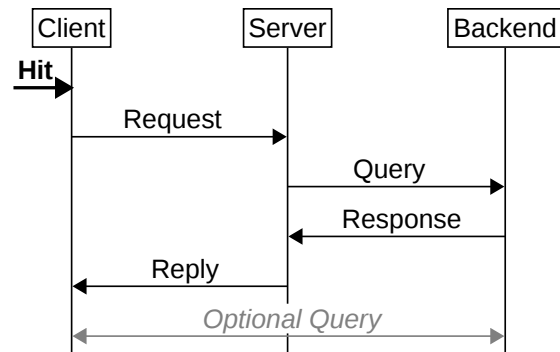 Client Server Backend
Hit
Request
Query
Response
Reply
Optional Query